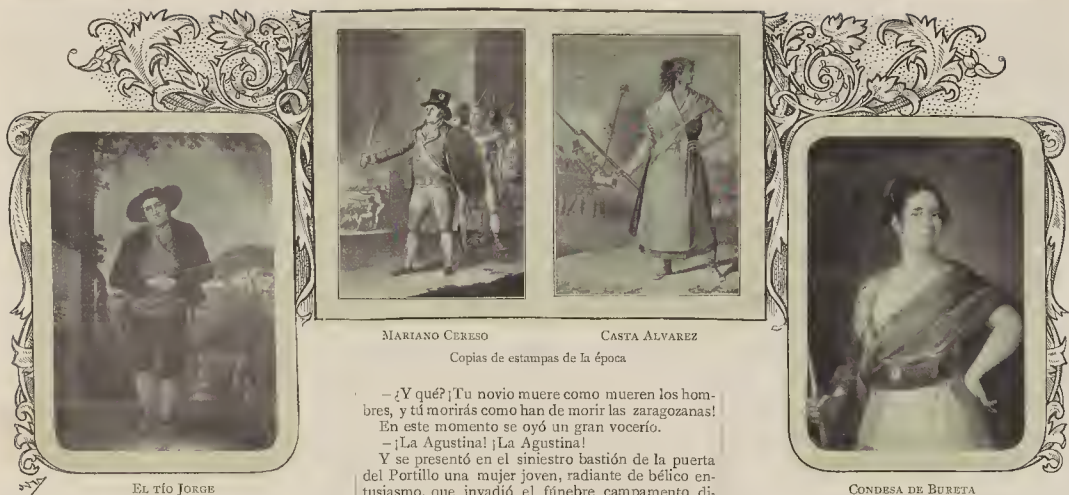 MARIANO CERESO
CASTA ALVAREZ
Copias de estampas de la época
EL TÍO JORGE
CONDESA DE BURETA
– ¿Y qué? ¡Tu novio muere como mueren los hom-
bres, y tú morirás como han de morir las zaragozanas!
En este momento se oyó un gran vocerío.
– ¡La Agustina! ¡La Agustina!
Y se presentó en el siniestro bastión de la puerta
del Portillo una mujer joven, radiante de bélico en-
tusiasmo, que invadió el fúnebre campamento di-